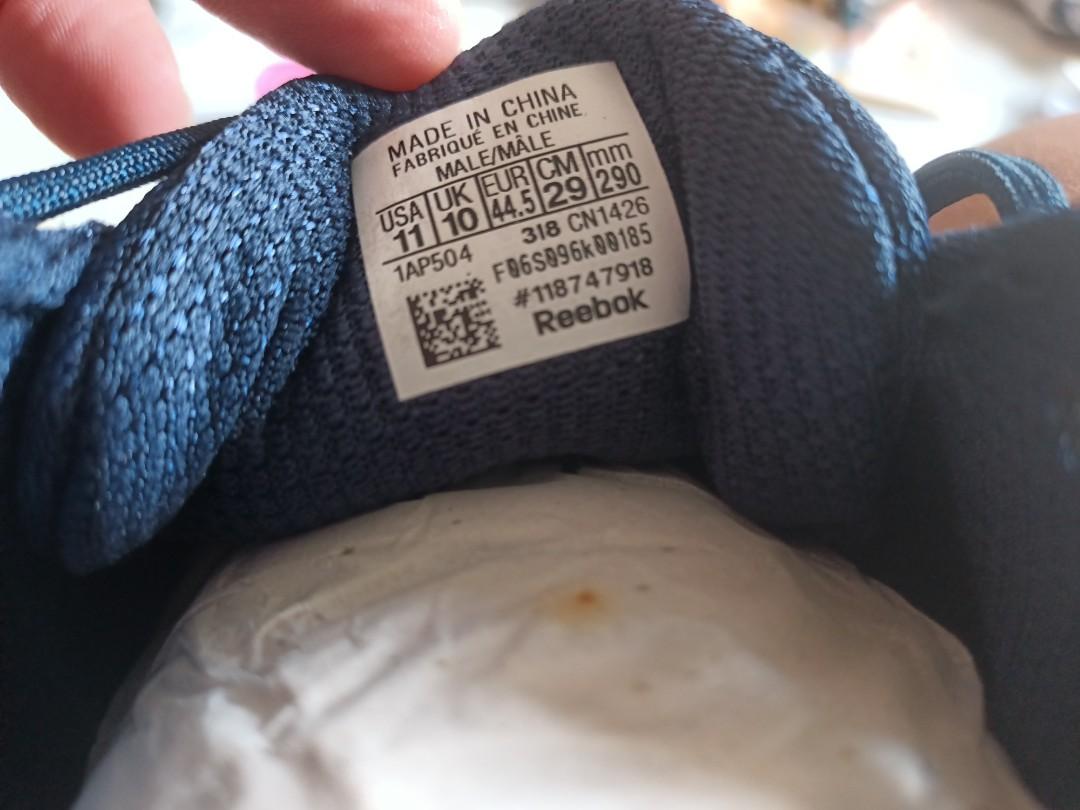 MADE IN CHINA
FABRIQUÉ EN CHINE
MALE/MÂLE
USA UK EUR CM mm
11 10 44.5 29 290
1AP504 318 CN1426
F06S096k00185
#118747918
Reebok